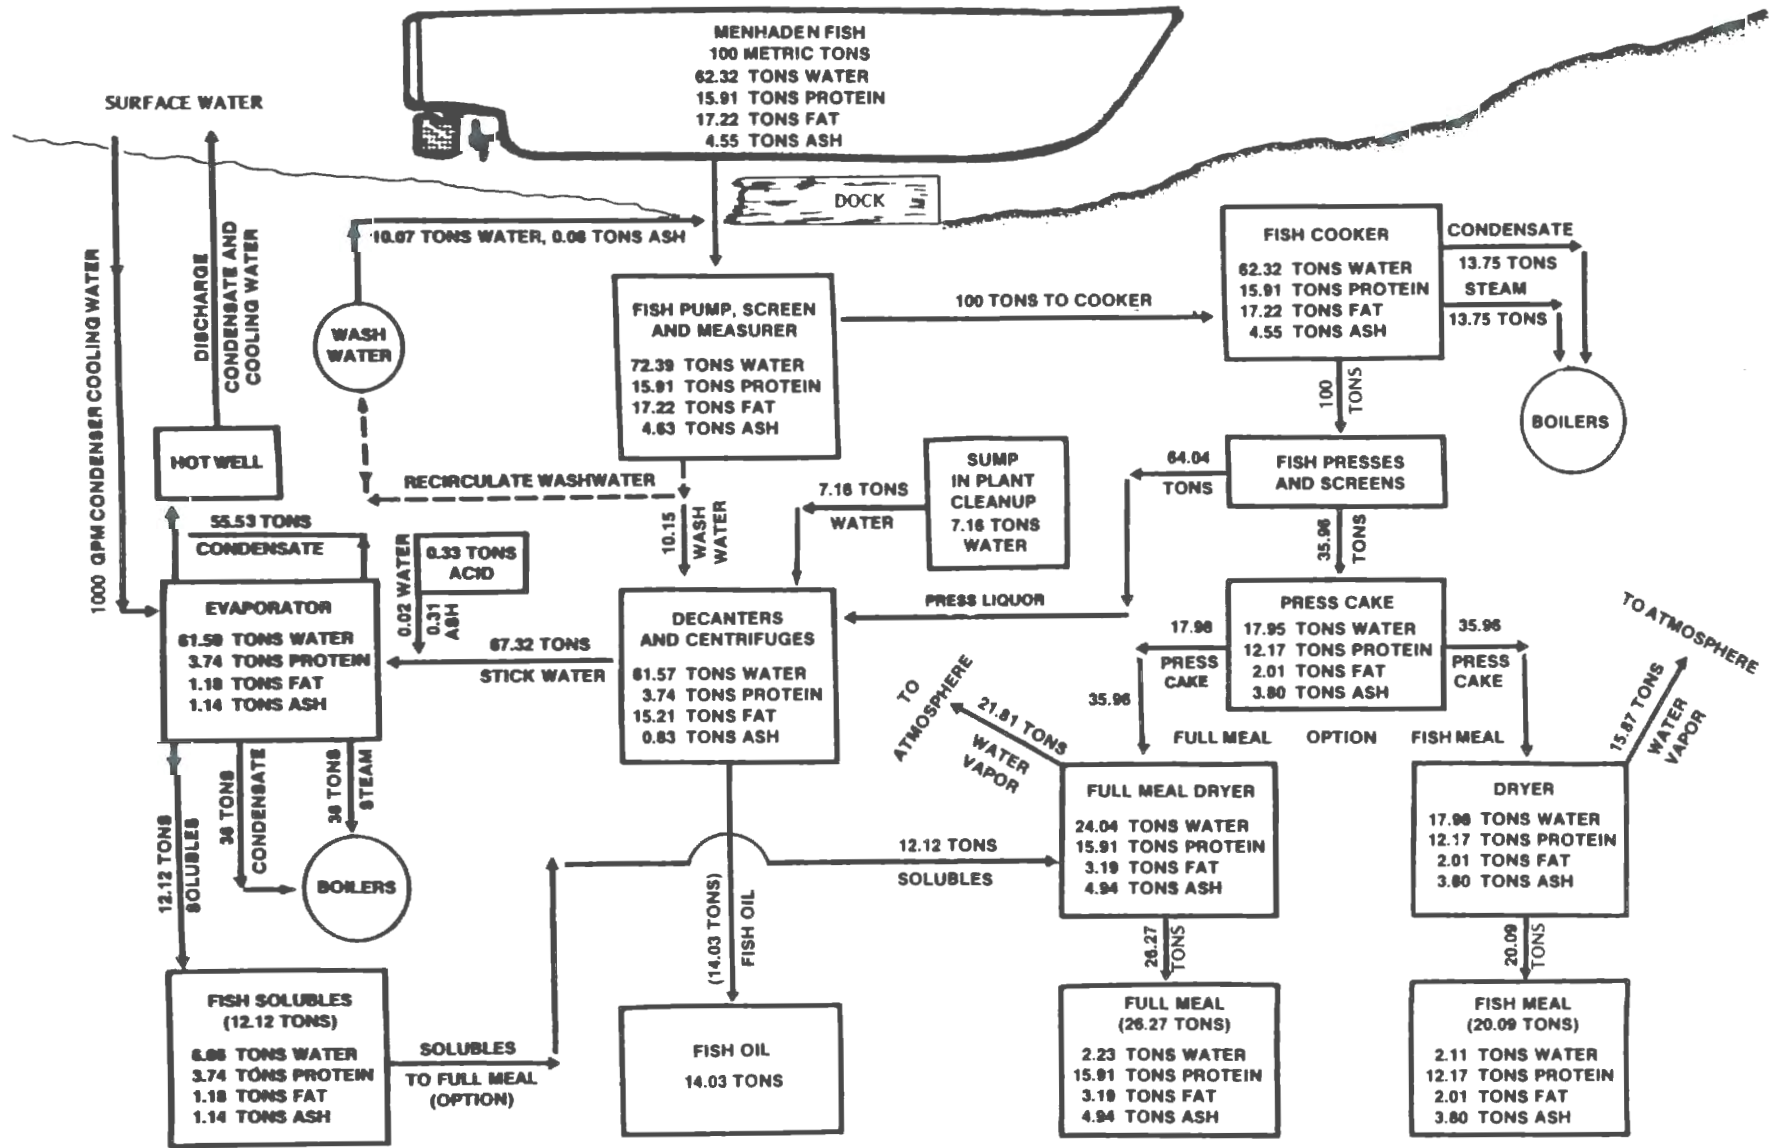 MENHADEN FISH
100 METRIC TONS
62.32 TONS WATER
15.91 TONS PROTEIN
17.22 TONS FAT
4.55 TONS ASH
SURFACE WATER
DOCK
10.07 TONS WATER, 0.08 TONS ASH
1000 GPM CONDENSER COOLING WATER
DISCHARGE
CONDENSATE AND
COOLING WATER
WASH
WATER
FISH PUMP, SCREEN
AND MEASURER
72.39 TONS WATER
15.91 TONS PROTEIN
17.22 TONS FAT
4.63 TONS ASH
100 TONS TO COOKER
FISH COOKER
62.32 TONS WATER
15.91 TONS PROTEIN
17.22 TONS FAT
4.55 TONS ASH
CONDENSATE
13.75 TONS
STEAM
13.75 TONS
BOILERS
100
TONS
HOT WELL
RECIRCULATE WASHWATER
10.15
WASH
WATER
SUMP
IN PLANT
CLEANUP
7.16 TONS
WATER
7.16 TONS
WATER
64.04
TONS
FISH PRESSES
AND SCREENS
35.96
TONS
55.53 TONS
CONDENSATE
0.33 TONS
ACID
0.02 WATER
0.31
ASH
EVAPORATOR
61.59 TONS WATER
3.74 TONS PROTEIN
1.18 TONS FAT
1.14 TONS ASH
67.32 TONS
STICK WATER
DECANTERS
AND CENTRIFUGES
61.57 TONS WATER
3.74 TONS PROTEIN
15.21 TONS FAT
0.83 TONS ASH
PRESS LIQUOR
PRESS CAKE
17.95 TONS WATER
12.17 TONS PROTEIN
2.01 TONS FAT
3.80 TONS ASH
17.98
PRESS
CAKE
35.96
35.96
PRESS
CAKE
FULL MEAL OPTION FISH MEAL
TO
ATMOSPHERE
21.81 TONS
WATER
VAPOR
TO ATMOSPHERE
15.87 TONS
WATER
VAPOR
12.12 TONS
SOLUBLES
36 TONS
CONDENSATE
36 TONS
STEAM
BOILERS
FULL MEAL DRYER
24.04 TONS WATER
15.91 TONS PROTEIN
3.19 TONS FAT
4.94 TONS ASH
DRYER
17.98 TONS WATER
12.17 TONS PROTEIN
2.01 TONS FAT
3.80 TONS ASH
12.12 TONS
SOLUBLES
(14.03 TONS)
FISH OIL
26.27
TONS
20.09
TONS
FISH SOLUBLES
(12.12 TONS)
6.06 TONS WATER
3.74 TONS PROTEIN
1.18 TONS FAT
1.14 TONS ASH
SOLUBLES
TO FULL MEAL
(OPTION)
FISH OIL
14.03 TONS
FULL MEAL
(26.27 TONS)
2.23 TONS WATER
15.91 TONS PROTEIN
3.19 TONS FAT
4.94 TONS ASH
FISH MEAL
(20.09 TONS)
2.11 TONS WATER
12.17 TONS PROTEIN
2.01 TONS FAT
3.80 TONS ASH